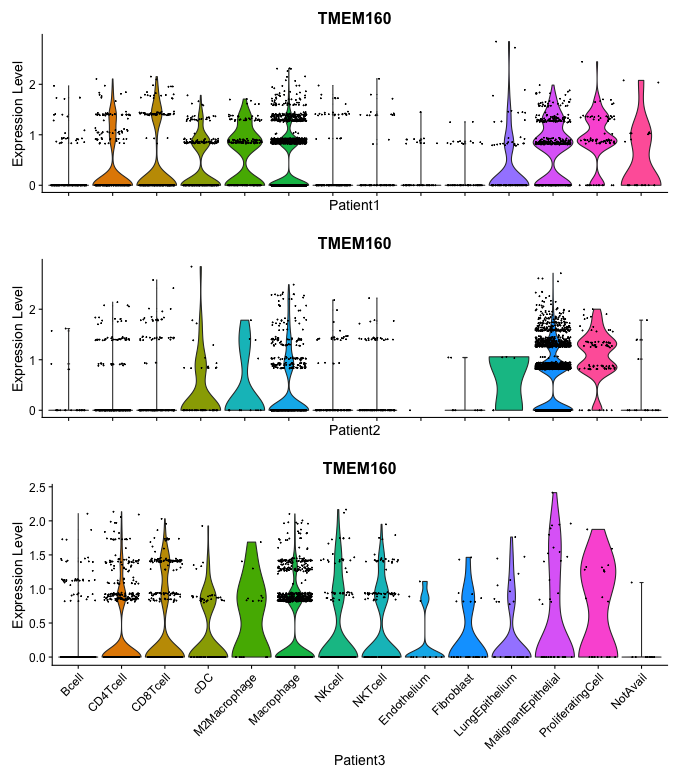 TMEM160
Expression Level
2
1
0
Patient1
TMEM160
Expression Level
2
1
0
Patient2
TMEM160
Expression Level
2.5
2.0
1.5
1.0
0.5
0.0
Bcell
CD4Tcell
CD8Tcell
cDC
M2Macrophage
Macrophage
NKcell
NKTcell
Endothelium
Fibroblast
LungEpithelium
MalignantEpithelial
ProliferatingCell
NotAvail
Patient3